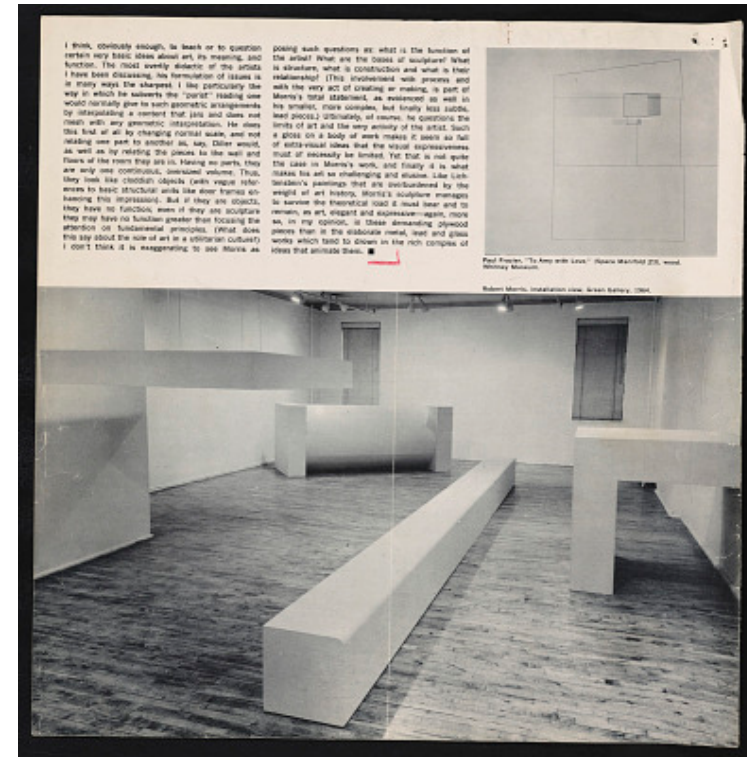 I think, obviously enough, to teach or to question
certain very basic ideas about art, its meaning, and
function. The most overtly didactic of the artists
I have been discussing, his formulation of issues is
in many ways the sharpest. I like particularly the
way in which he subverts the "purist" reading one
would normally give to such geometric arrangements
by interpolating a content that jars and does not
mesh with any geometric interpretation. He does
this first of all by changing normal scale, and not
relating one part to another as, say, Diller would,
as well as by relating the pieces to the wall and
floors of the room they are in. Having no parts, they
are only one continuous, oversized volume. Thus,
they look like cloddish objects (with vague refer-
ences to basic structural units like door frames en-
hancing this impression). But if they are objects,
they have no function; even if they are sculpture
they may have no function greater than focusing the
attention on fundamental principles. (What does
this say about the role of art in a utilitarian culture?)
I don't think it is exaggerating to see Morris as
posing such questions as: what is the function of
the artist? What are the bases of sculpture? What
is structure, what is construction and what is their
relationship? (This involvement with process and
with the very act of creating or making, is part of
Morris's total statement, as evidenced as well in
his smaller, more complex, but finally less subtle,
lead pieces.) Ultimately, of course, he questions the
limits of art and the very activity of the artist. Such
a gloss on a body of work makes it seem so full
of extra-visual ideas that the visual expressiveness
must of necessity be limited. Yet that is not quite
the case in Morris's work, and finally it is what
makes his art so challenging and elusive. Like Lich-
tenstein's paintings that are overburdened by the
weight of art history, Morris's sculpture manages
to survive the theoretical load it must bear and to
remain, as art, elegant and expressive—again, more
so, in my opinion, in these demanding plywood
pieces than in the elaborate metal, lead and glass
works which tend to drown in the rich complex of
ideas that animate them. ■
Paul Frazier, "To Amy with Love." (Space Manifold III), wood.
Whitney Museum.
Robert Morris, installation view, Green Gallery, 1964.